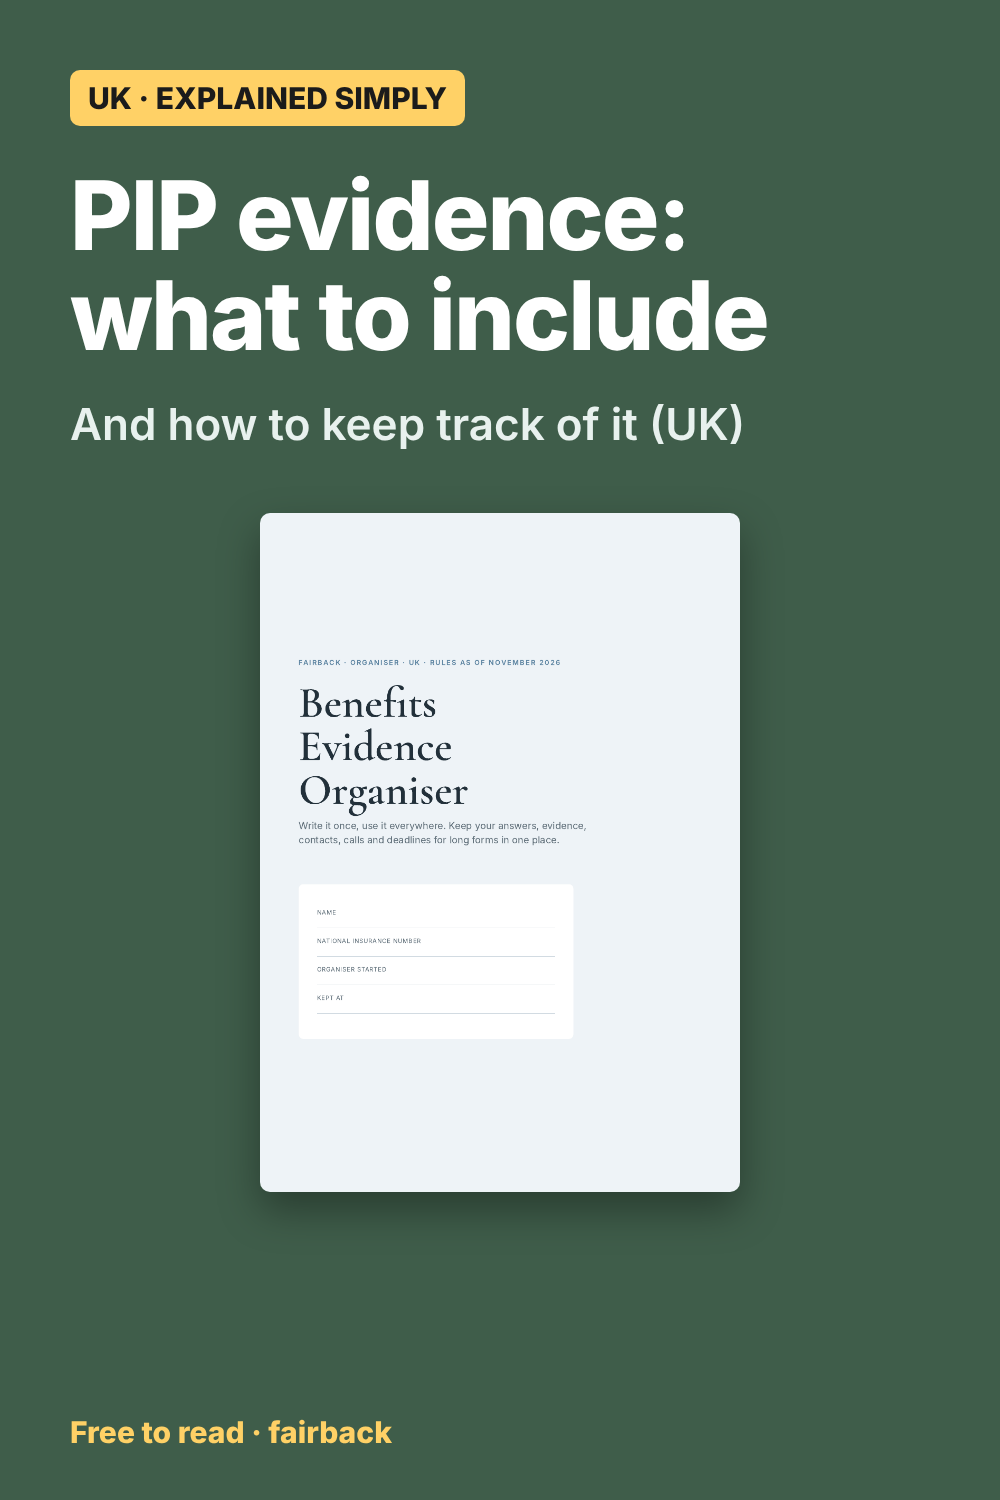 UK · EXPLAINED SIMPLY
PIP evidence:
what to include
And how to keep track of it (UK)
FAIRBACK · ORGANISER · UK · RULES AS OF NOVEMBER 2026
Benefits
Evidence
Organiser
Write it once, use it everywhere. Keep your answers, evidence,
contacts, calls and deadlines for long forms in one place.
NAME
NATIONAL INSURANCE NUMBER
ORGANISER STARTED
KEPT AT
Free to read · fairback